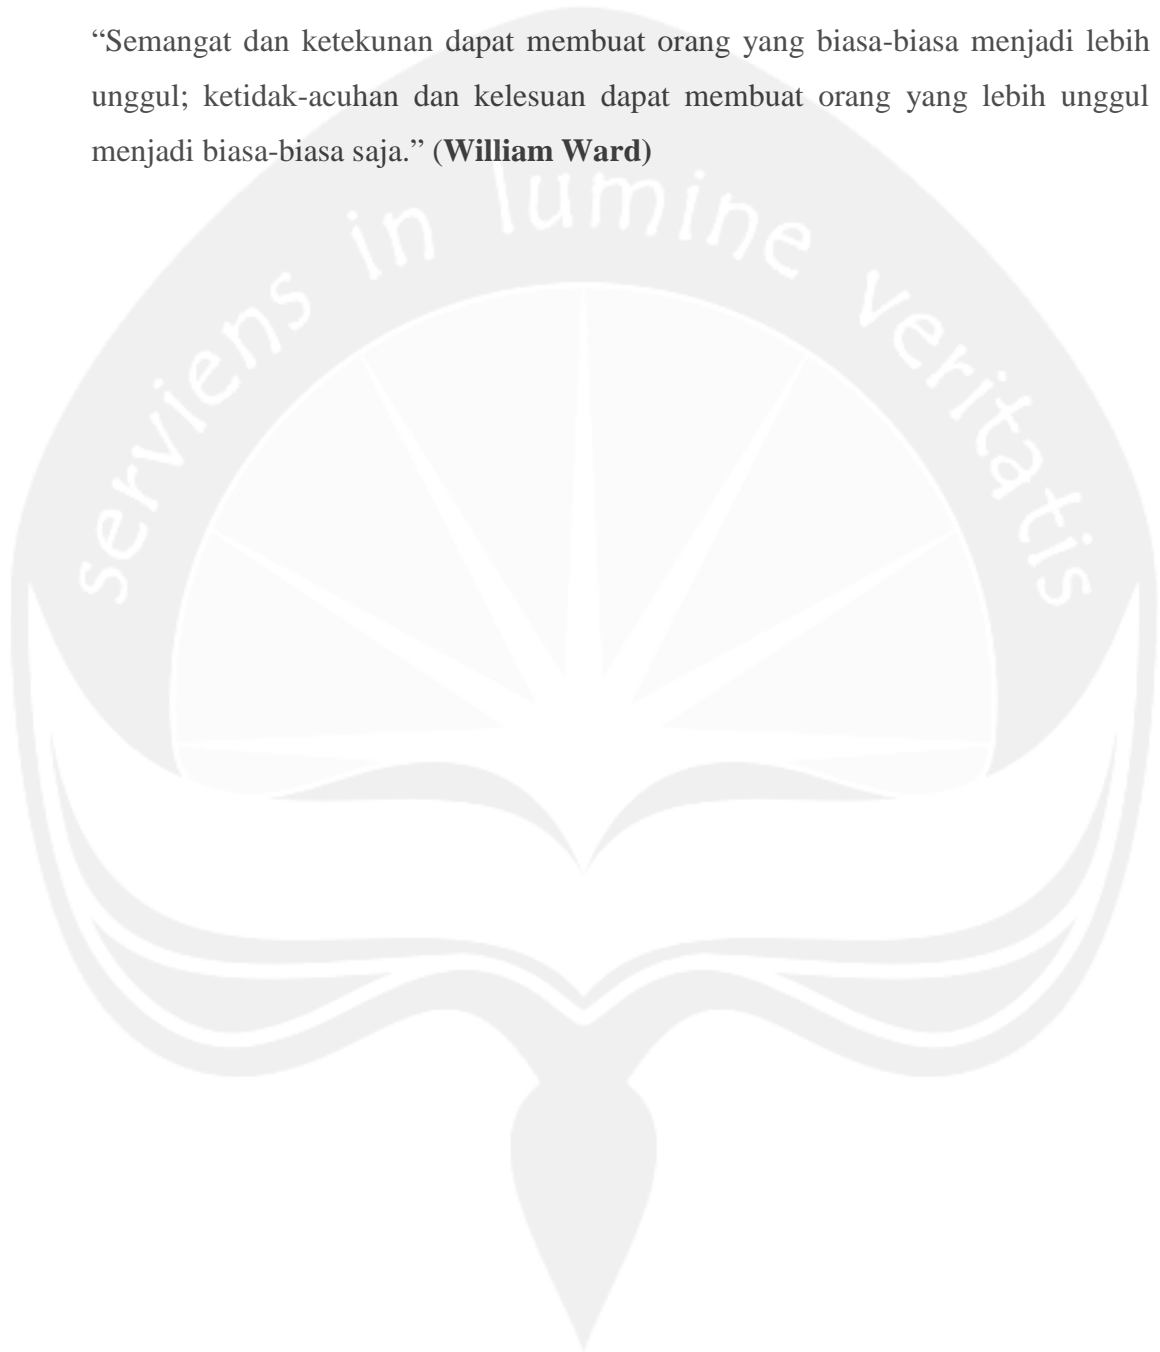 “Semangat dan ketekunan dapat membuat orang yang biasa-biasa menjadi lebih
unggul; ketidak-acuhan dan kelesuan dapat membuat orang yang lebih unggul
menjadi biasa-biasa saja.” (William Ward)
serviens in lumine veritatis